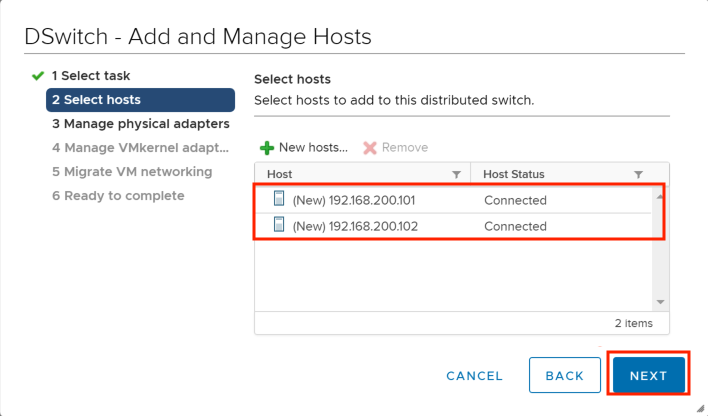 DSwitch - Add and Manage Hosts
1 Select task
2 Select hosts
3 Manage physical adapters
4 Manage VMkernel adapt...
5 Migrate VM networking
6 Ready to complete
Select hosts
Select hosts to add to this distributed switch.
New hosts... Remove
Host Host Status
(New) 192.168.200.101 Connected
(New) 192.168.200.102 Connected
2 items
CANCEL BACK NEXT